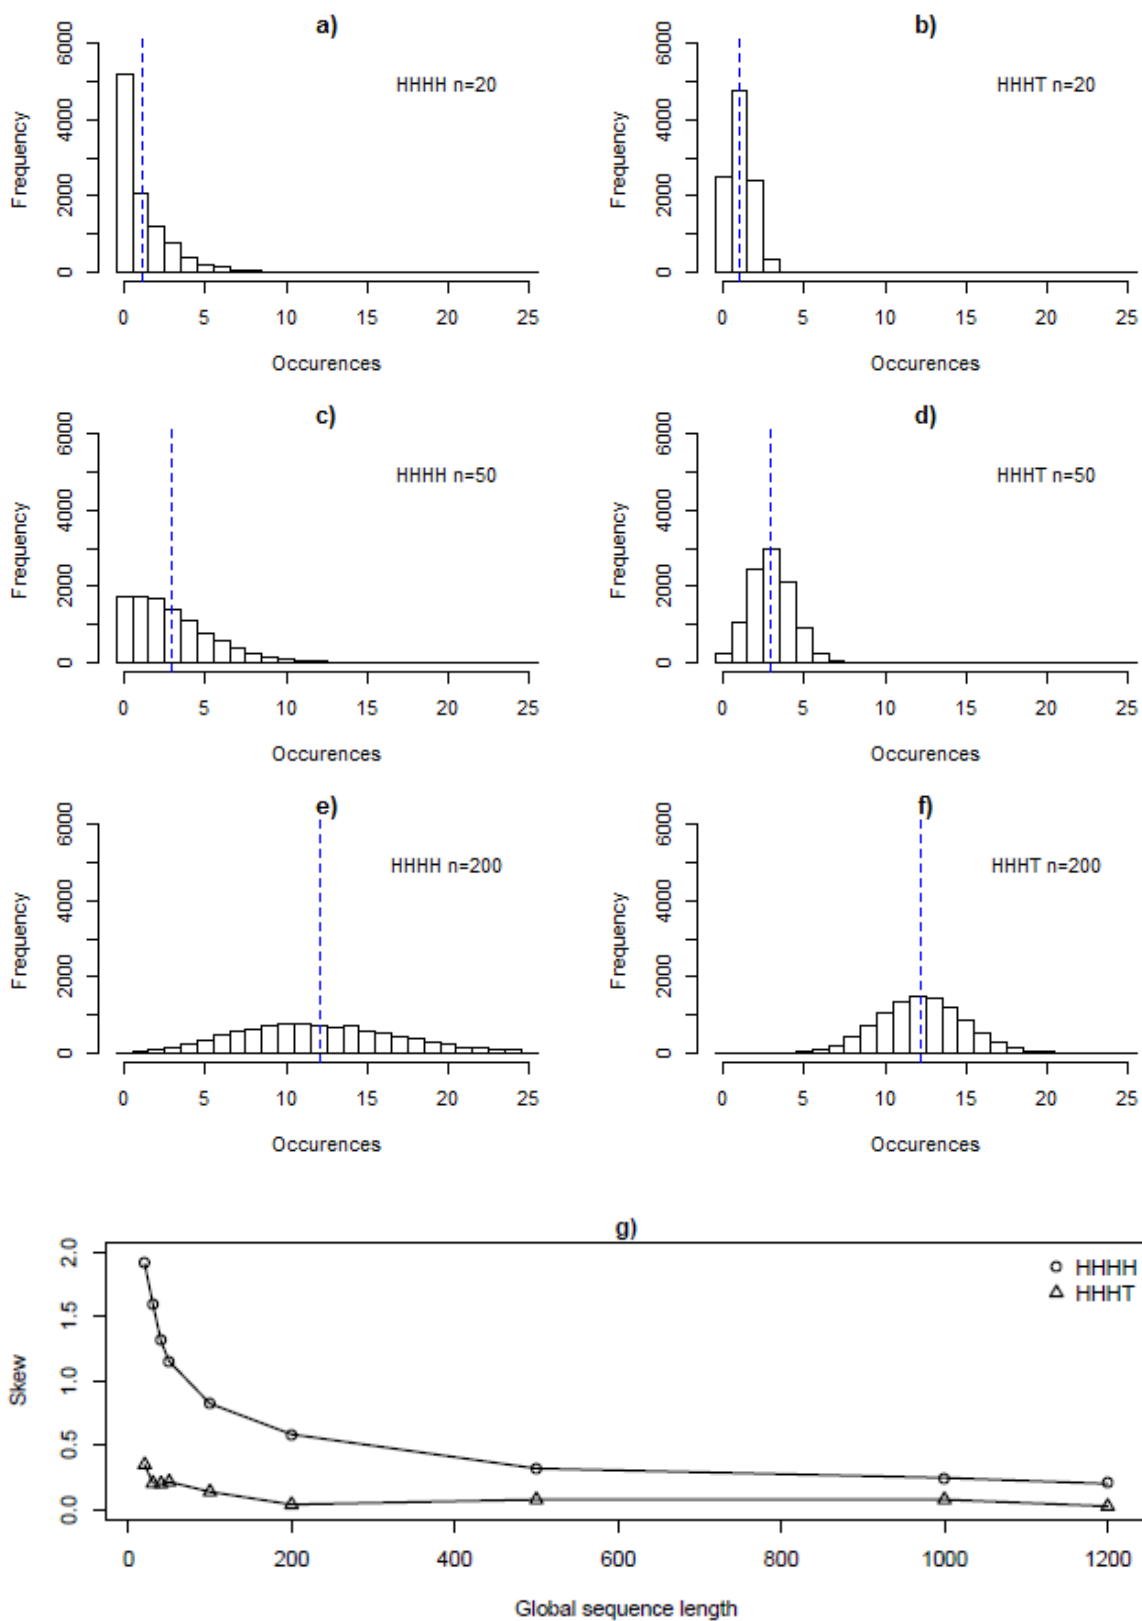 a)
HHHH n=20
Frequency
0 2000 4000 6000
0 5 10 15 20 25
Occurences
b)
HHHT n=20
Frequency
0 2000 4000 6000
0 5 10 15 20 25
Occurences
c)
HHHH n=50
Frequency
0 2000 4000 6000
0 5 10 15 20 25
Occurences
d)
HHHT n=50
Frequency
0 2000 4000 6000
0 5 10 15 20 25
Occurences
e)
HHHH n=200
Frequency
0 2000 4000 6000
0 5 10 15 20 25
Occurences
f)
HHHT n=200
Frequency
0 2000 4000 6000
0 5 10 15 20 25
Occurences
g)
HHHH
HHHT
Skew
0.0 0.5 1.0 1.5 2.0
0 200 400 600 800 1000 1200
Global sequence length